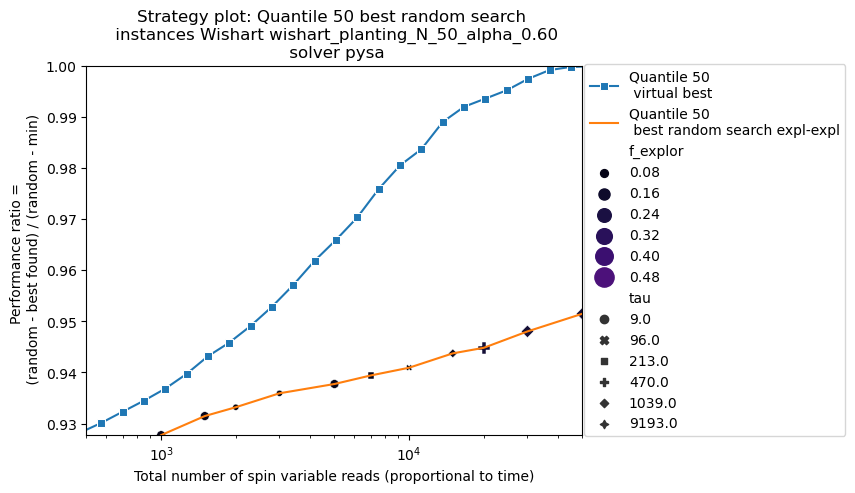 Strategy plot: Quantile 50 best random search
instances Wishart wishart_planting_N_50_alpha_0.60
solver pysa
1.00
0.99
0.98
0.97
0.96
0.95
0.94
0.93
Performance ratio =
(random - best found) / (random - min)
10³
10⁴
Total number of spin variable reads (proportional to time)
Quantile 50
virtual best
Quantile 50
best random search expl-expl
f_explor
0.08
0.16
0.24
0.32
0.40
0.48
tau
9.0
96.0
213.0
470.0
1039.0
9193.0